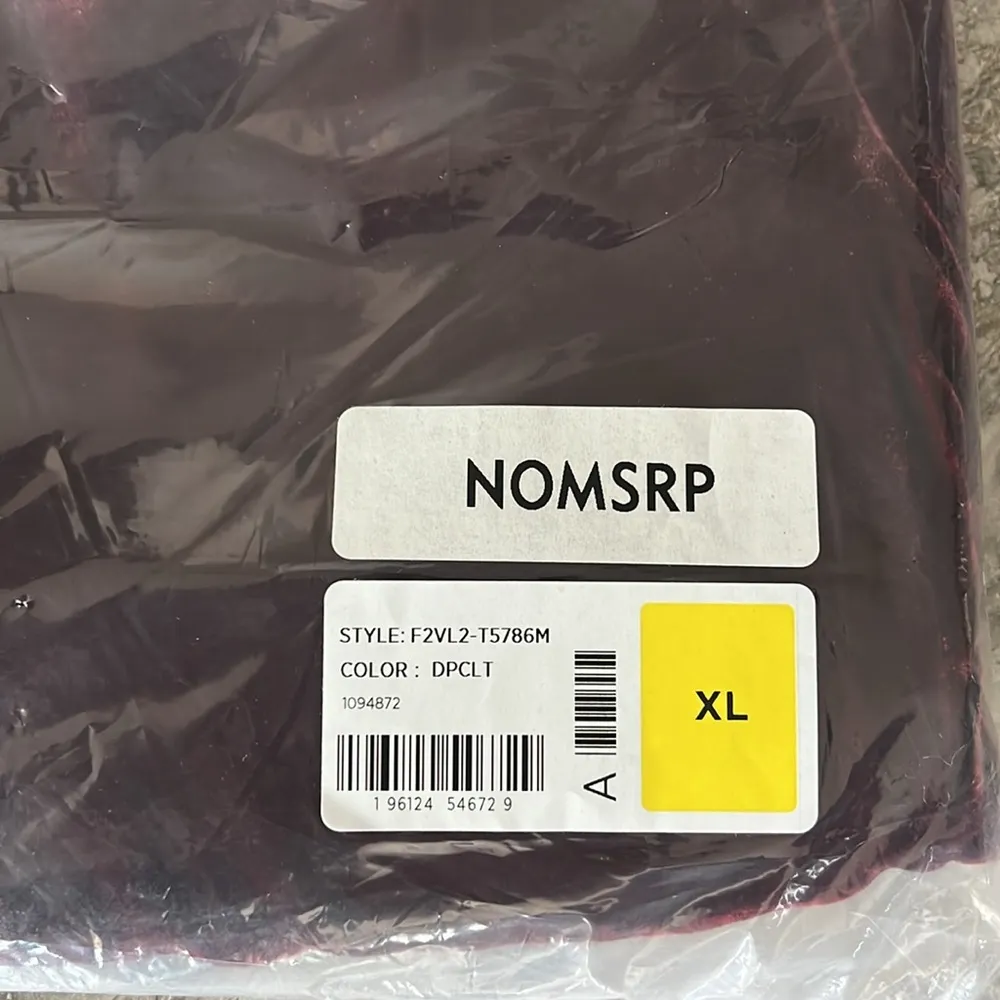 NOMSRP
STYLE: F2VL2-T5786M
COLOR : DPCLT
1094872
1 96124 54672 9
A
XL